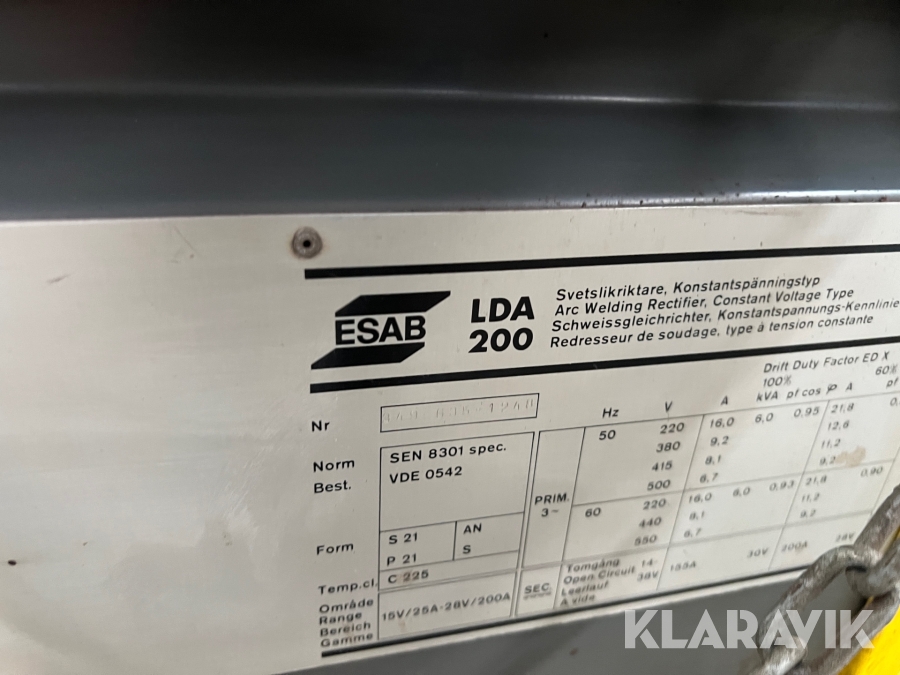 KLARAVIK
ESAB
LDA
200
Svetslikriktare, Konstantspänningstyp
Arc Welding Rectifier, Constant Voltage Type
Schweissgleichrichter, Konstantspannungs-Kennlinie
Redresseur de soudage, type à tension constante
Drift Duty Factor ED X
100% 60%
Hz V A kVA pf cos φ A pf
Nr
Norm SEN 8301 spec.
Best. VDE 0542
PRIM.
3~
50 220 16,0 6,0 0,95 21,8
380 9,2 12,6
415 8,1 11,2
500 6,7 9,2
60 220 16,0 6,0 0,93 21,8 0,90
440 8,1 11,2
550 6,7 9,2
Form S 21 AN
P 21 S
Temp.cl. C 225
Område
Range
Bereich
Gamme
15V/25A-28V/200A
SEC
Tomgång
Open Circuit 14-
Leerlauf 38V
A vide
155A 30V 200A 28V
KLARAVIK